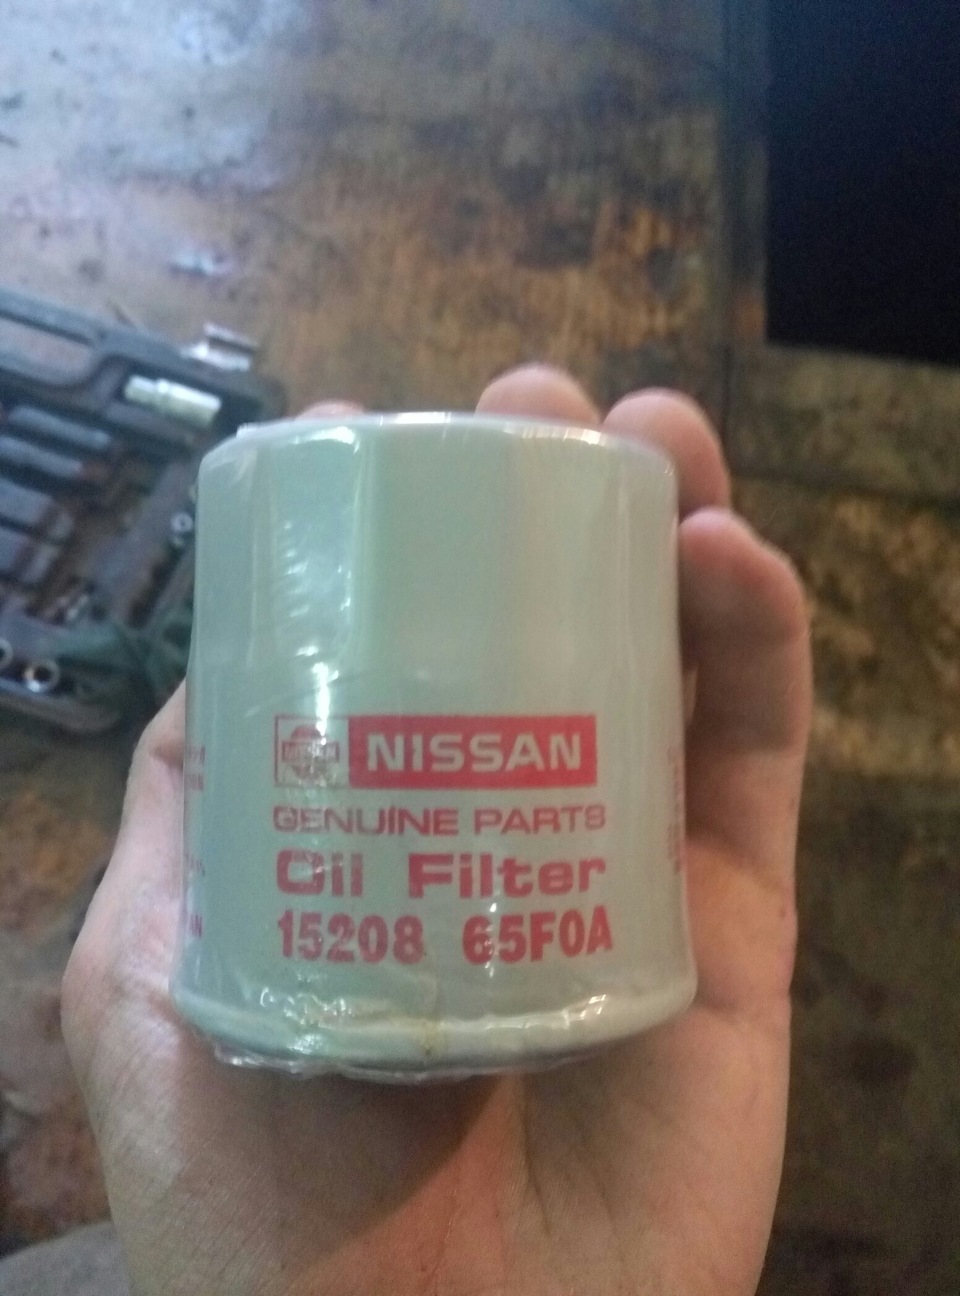 NISSAN
GENUINE PARTS
Oil Filter
15208 65F0A